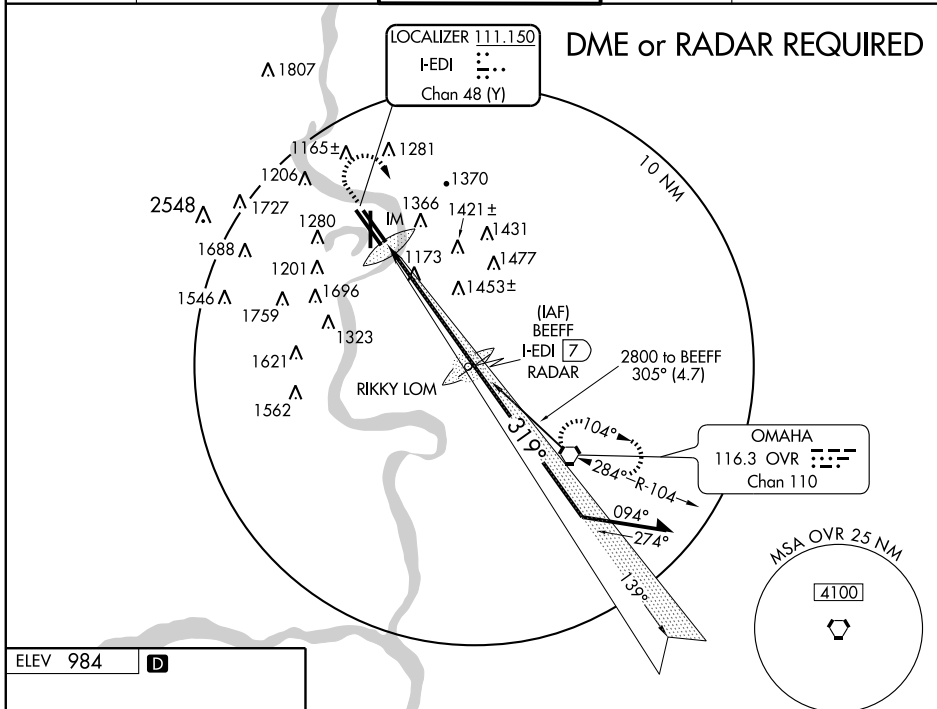 LOCALIZER 111.150
I-EDI
Chan 48 (Y)
DME or RADAR REQUIRED
1807
1165±
1281
10 NM
1206
1370
2548
1727
1366
1421±
IM
1280
1431
1688
1173
1477
1201
1546
1696
1453±
1759
(IAF)
BEEFF
I-EDI 7
RADAR
1323
2800 to BEEFF
305° (4.7)
1621
RIKKY LOM
1562
319°
104°
OMAHA
116.3 OVR
Chan 110
284°
R-104
094°
274°
139°
MSA OVR 25 NM
4100
ELEV 984 D